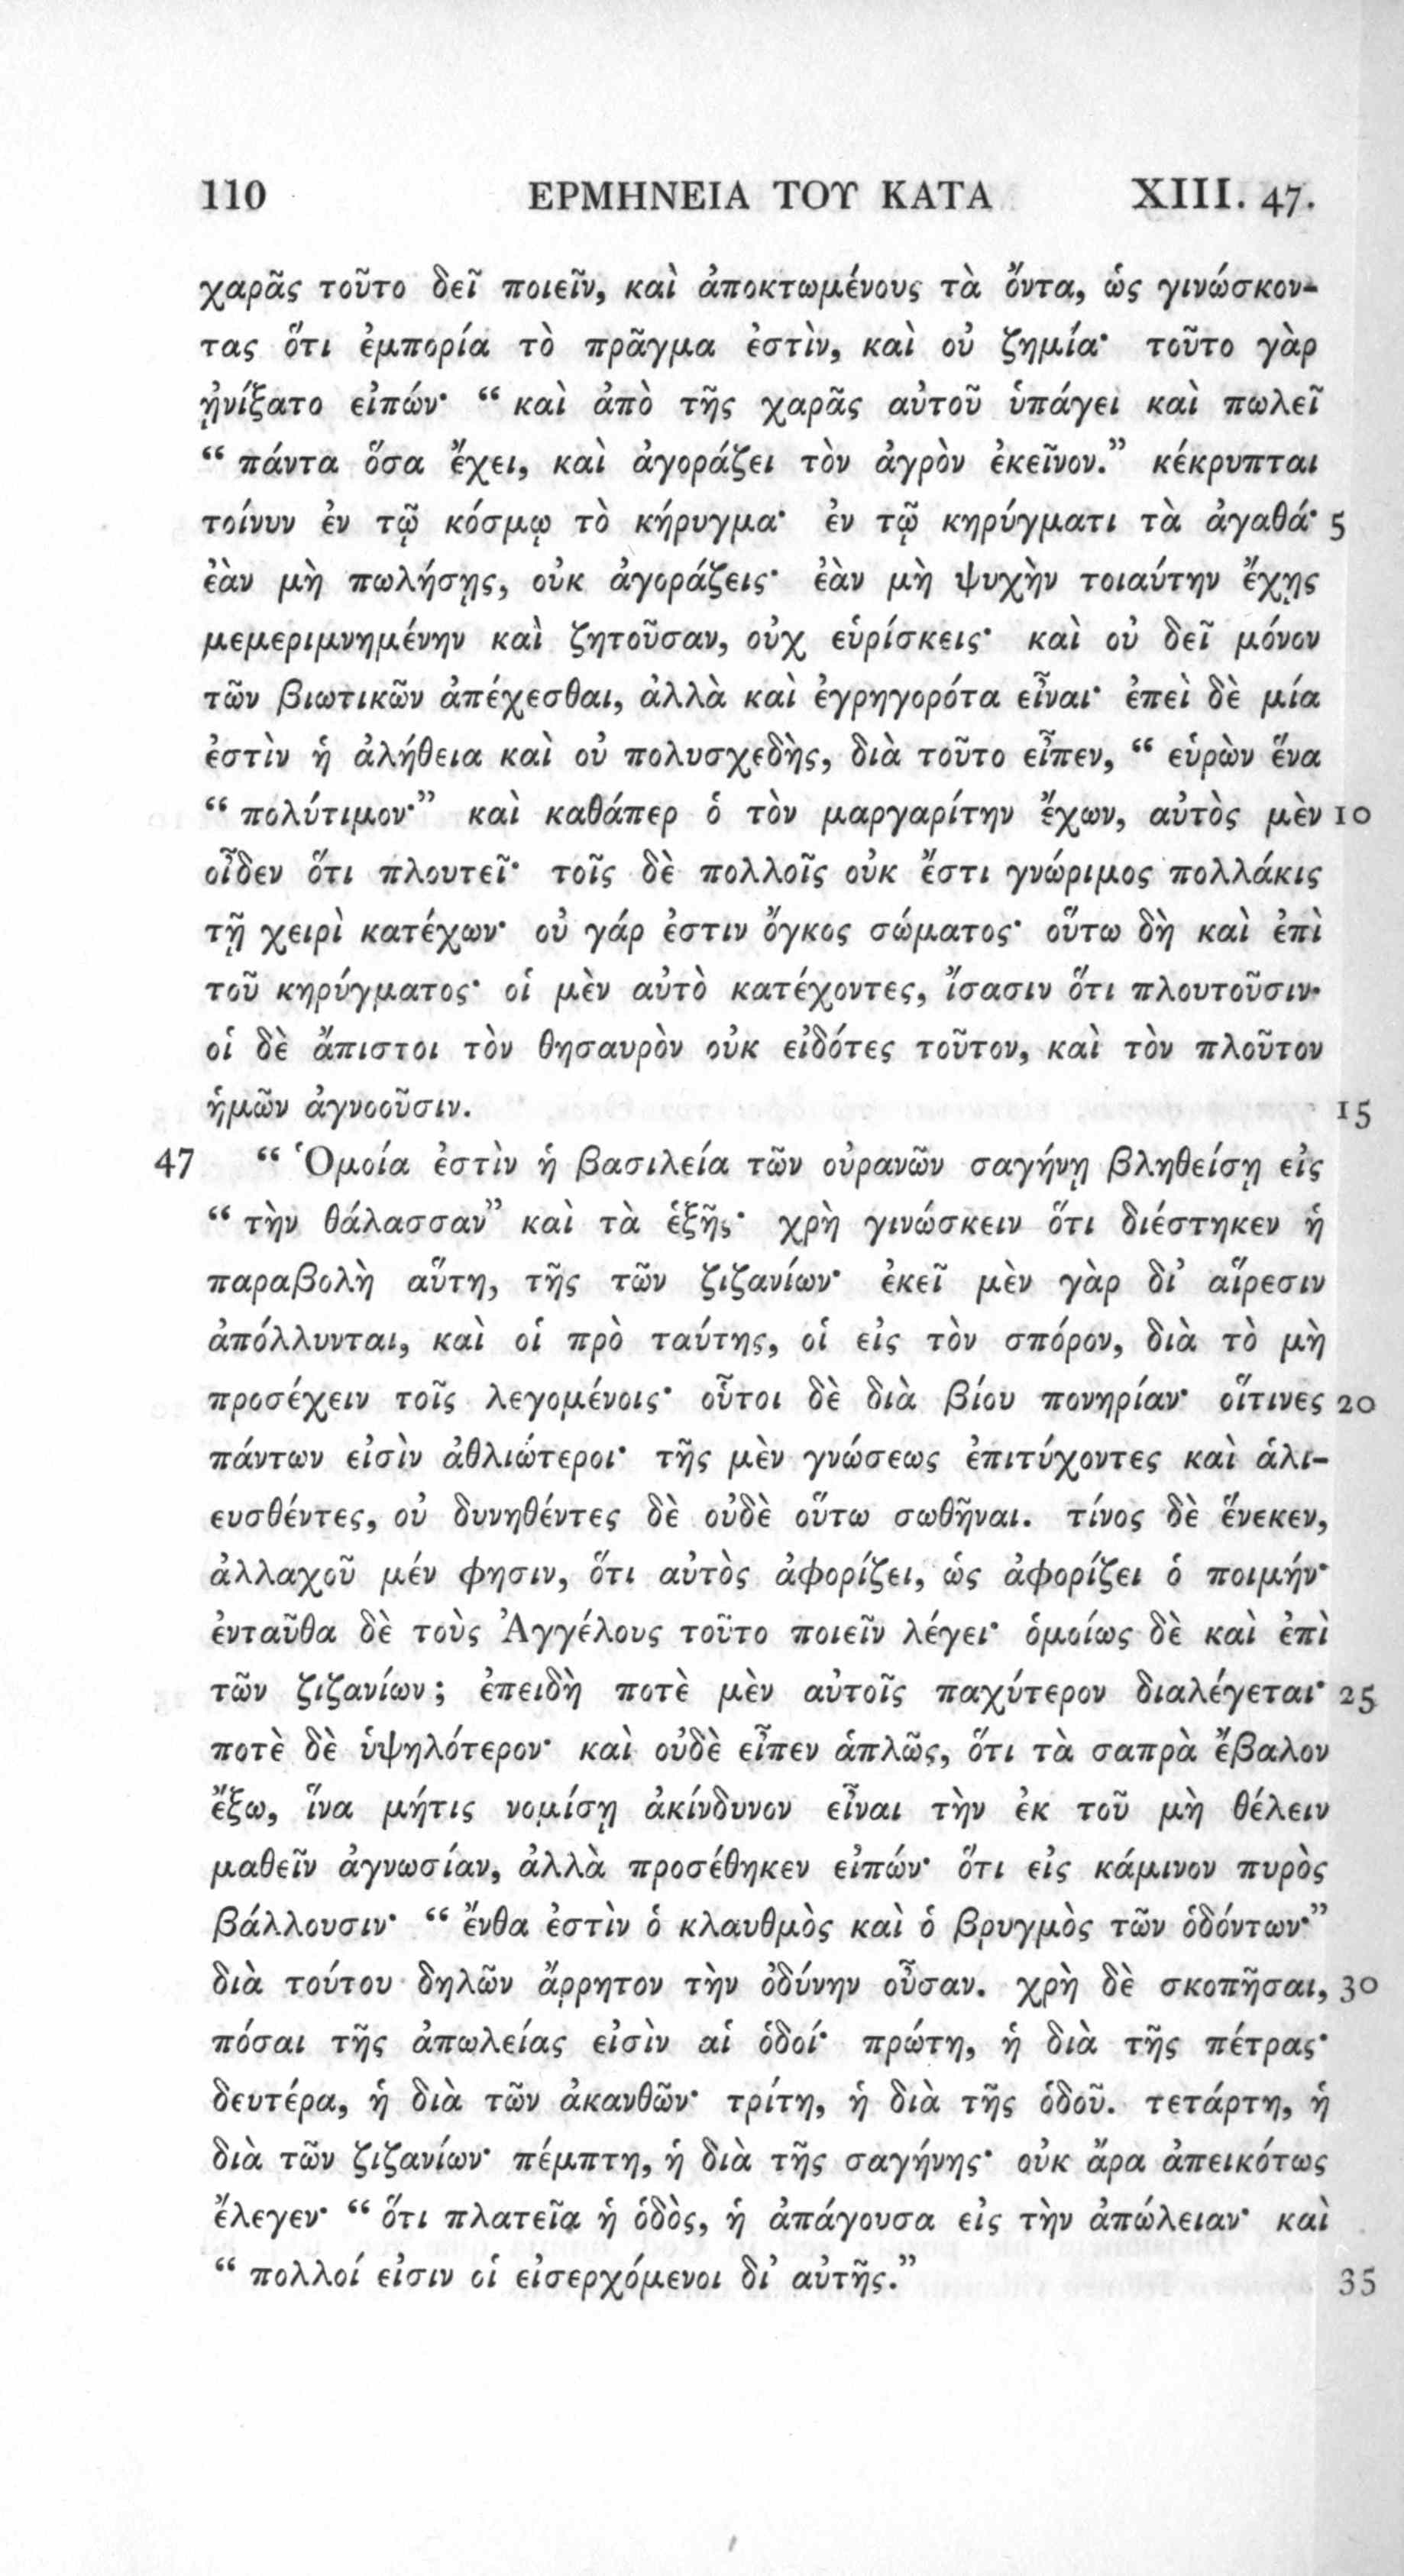 110 ΕΡΜΗΝΕΙΑ ΤΟΥ ΚΑΤΑ XIII. 47.
χαρᾶς τοῦτο δεῖ ποιεῖν, καὶ ἀποκτωμένους τὰ ὄντα, ὡς γινώσκον-
τας ὅτι ἐμπορία τὸ πρᾶγμα ἐστὶν, καὶ οὐ ζημία· τοῦτο γὰρ
ᾐνίξατο εἰπών· “ καὶ ἀπὸ τῆς χαρᾶς αὐτοῦ ὑπάγει καὶ πωλεῖ
“ πάντα ὅσα ἔχει, καὶ ἀγοράζει τὸν ἀγρὸν ἐκεῖνον.” κέκρυπται
τοίνυν ἐν τῷ κόσμῳ τὸ κήρυγμα· ἐν τῷ κηρύγματι τὰ ἀγαθά· 5
ἐὰν μὴ πωλήσῃς, οὐκ ἀγοράζεις· ἐὰν μὴ ψυχὴν τοιαύτην ἔχῃς
μεμεριμνημένην καὶ ζητοῦσαν, οὐχ εὑρίσκεις· καὶ οὐ δεῖ μόνον
τῶν βιωτικῶν ἀπέχεσθαι, ἀλλὰ καὶ ἐγρηγορότα εἶναι· ἐπεὶ δὲ μία
ἐστὶν ἡ ἀλήθεια καὶ οὐ πολυσχεδὴς, διὰ τοῦτο εἶπεν, “ εὑρὼν ἕνα
“ πολύτιμον·” καὶ καθάπερ ὁ τὸν μαργαρίτην ἔχων, αὐτὸς μὲν 10
οἶδεν ὅτι πλουτεῖ· τοῖς δὲ πολλοῖς οὐκ ἔστι γνώριμος πολλάκις
τῇ χειρὶ κατέχων· οὐ γάρ ἐστιν ὄγκος σώματος· οὕτω δὴ καὶ ἐπὶ
τοῦ κηρύγματος· οἱ μὲν αὐτὸ κατέχοντες, ἴσασιν ὅτι πλουτοῦσιν·
οἱ δὲ ἄπιστοι τὸν θησαυρὸν οὐκ εἰδότες τοῦτον, καὶ τὸν πλοῦτον
ἡμῶν ἀγνοοῦσιν. 15
47 “ Ὁμοία ἐστὶν ἡ βασιλεία τῶν οὐρανῶν σαγήνῃ βληθείσῃ εἰς
“ τὴν θάλασσαν” καὶ τὰ ἑξῆς· χρὴ γινώσκειν ὅτι διέστηκεν ἡ
παραβολὴ αὕτη, τῆς τῶν ζιζανίων· ἐκεῖ μὲν γὰρ δι’ αἵρεσιν
ἀπόλλυνται, καὶ οἱ πρὸ ταύτης, οἱ εἰς τὸν σπόρον, διὰ τὸ μὴ
προσέχειν τοῖς λεγομένοις· οὗτοι δὲ διὰ βίου πονηρίαν· οἵτινες 20
πάντων εἰσὶν ἀθλιώτεροι· τῆς μὲν γνώσεως ἐπιτύχοντες καὶ ἁλι-
ευσθέντες, οὐ δυνηθέντες δὲ οὐδὲ οὕτω σωθῆναι. τίνος δὲ ἕνεκεν,
ἀλλαχοῦ μέν φησιν, ὅτι αὐτὸς ἀφορίζει, ὡς ἀφορίζει ὁ ποιμήν·
ἐνταῦθα δὲ τοὺς Ἀγγέλους τοῦτο ποιεῖν λέγει· ὁμοίως δὲ καὶ ἐπὶ
τῶν ζιζανίων ; ἐπειδὴ ποτὲ μὲν αὐτοῖς παχύτερον διαλέγεται· 25
ποτὲ δὲ ὑψηλότερον· καὶ οὐδὲ εἶπεν ἁπλῶς, ὅτι τὰ σαπρὰ ἔβαλον
ἔξω, ἵνα μήτις νομίσῃ ἀκίνδυνον εἶναι τὴν ἐκ τοῦ μὴ θέλειν
μαθεῖν ἀγνωσίαν, ἀλλὰ προσέθηκεν εἰπών· ὅτι εἰς κάμινον πυρὸς
βάλλουσιν· “ ἔνθα ἐστὶν ὁ κλαυθμὸς καὶ ὁ βρυγμὸς τῶν ὀδόντων·”
διὰ τούτου δηλῶν ἄρρητον τὴν ὀδύνην οὖσαν. χρὴ δὲ σκοπῆσαι, 30
πόσαι τῆς ἀπωλείας εἰσὶν αἱ ὁδοί· πρώτη, ἡ διὰ τῆς πέτρας·
δευτέρα, ἡ διὰ τῶν ἀκανθῶν· τρίτη, ἡ διὰ τῆς ὁδοῦ. τετάρτη, ἡ
διὰ τῶν ζιζανίων· πέμπτη, ἡ διὰ τῆς σαγήνης· οὐκ ἄρα ἀπεικότως
ἔλεγεν· “ ὅτι πλατεῖα ἡ ὁδὸς, ἡ ἀπάγουσα εἰς τὴν ἀπώλειαν· καὶ
“ πολλοί εἰσιν οἱ εἰσερχόμενοι δι’ αὐτῆς.” 35